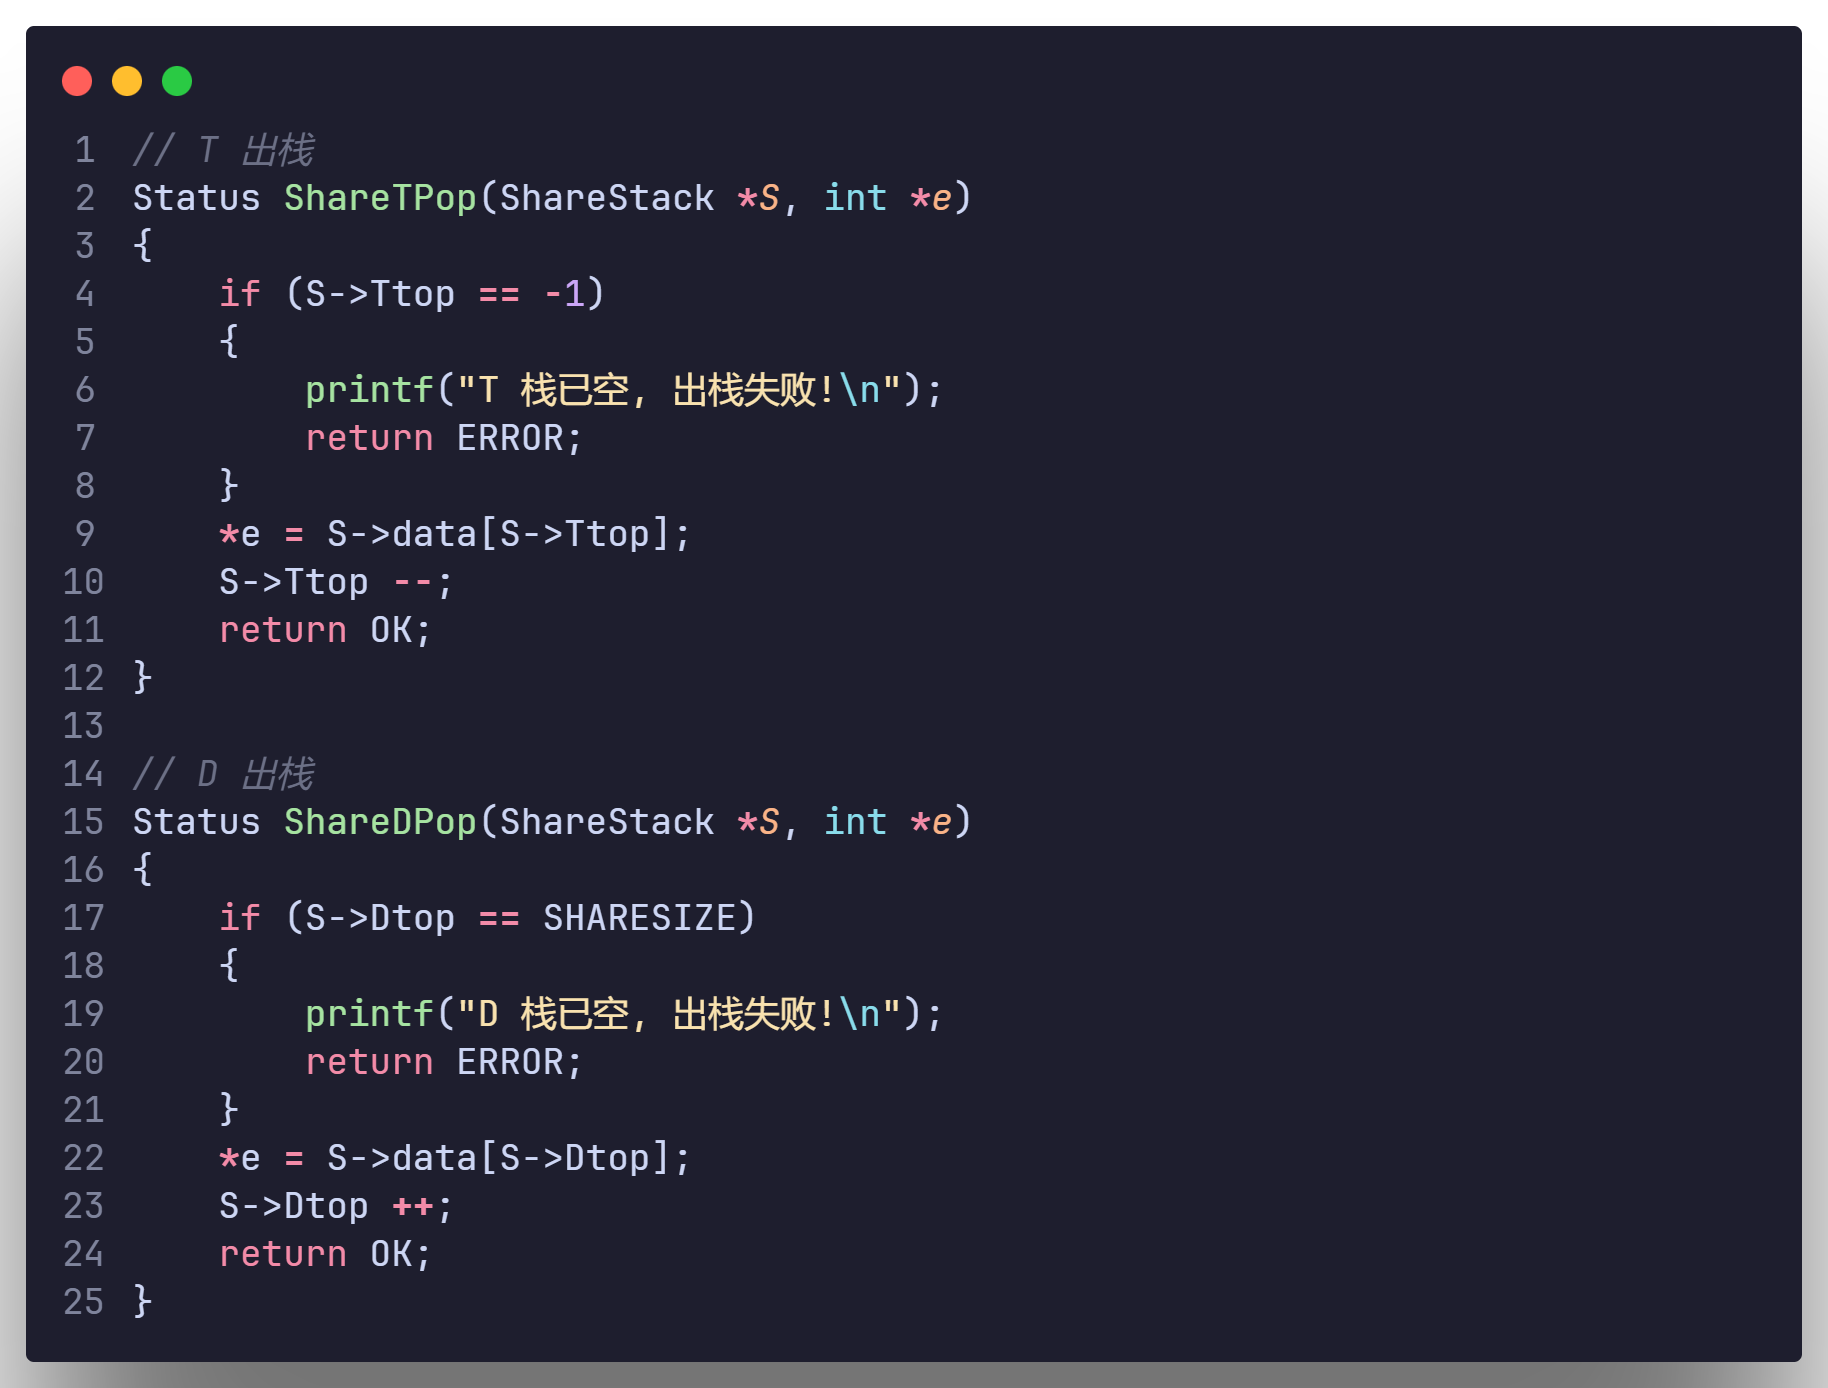 1 // T 出栈
2 Status ShareTPop(ShareStack *S, int *e)
3 {
4     if (S->Ttop == -1)
5     {
6         printf("T 栈已空, 出栈失败!\n");
7         return ERROR;
8     }
9     *e = S->data[S->Ttop];
10     S->Ttop --;
11     return OK;
12 }
13
14 // D 出栈
15 Status ShareDPop(ShareStack *S, int *e)
16 {
17     if (S->Dtop == SHARESIZE)
18     {
19         printf("D 栈已空, 出栈失败!\n");
20         return ERROR;
21     }
22     *e = S->data[S->Dtop];
23     S->Dtop ++;
24     return OK;
25 }